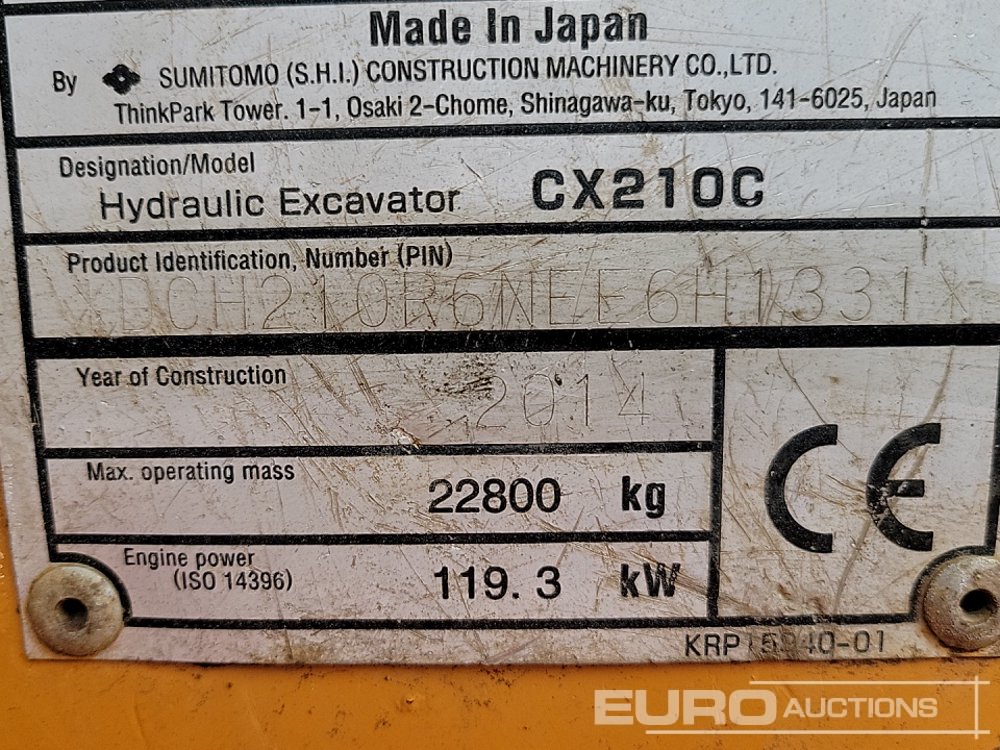 Made In Japan
By SUMITOMO (S.H.I.) CONSTRUCTION MACHINERY CO.,LTD.
ThinkPark Tower. 1-1, Osaki 2-Chome, Shinagawa-ku, Tokyo, 141-6025, Japan
Designation/Model
Hydraulic Excavator CX210C
Product Identification, Number (PIN)
*DCH210R6NEE6H1331*
Year of Construction
2014
Max. operating mass
22800 kg
Engine power
(ISO 14396)
119.3 kW
CE
EURO AUCTIONS